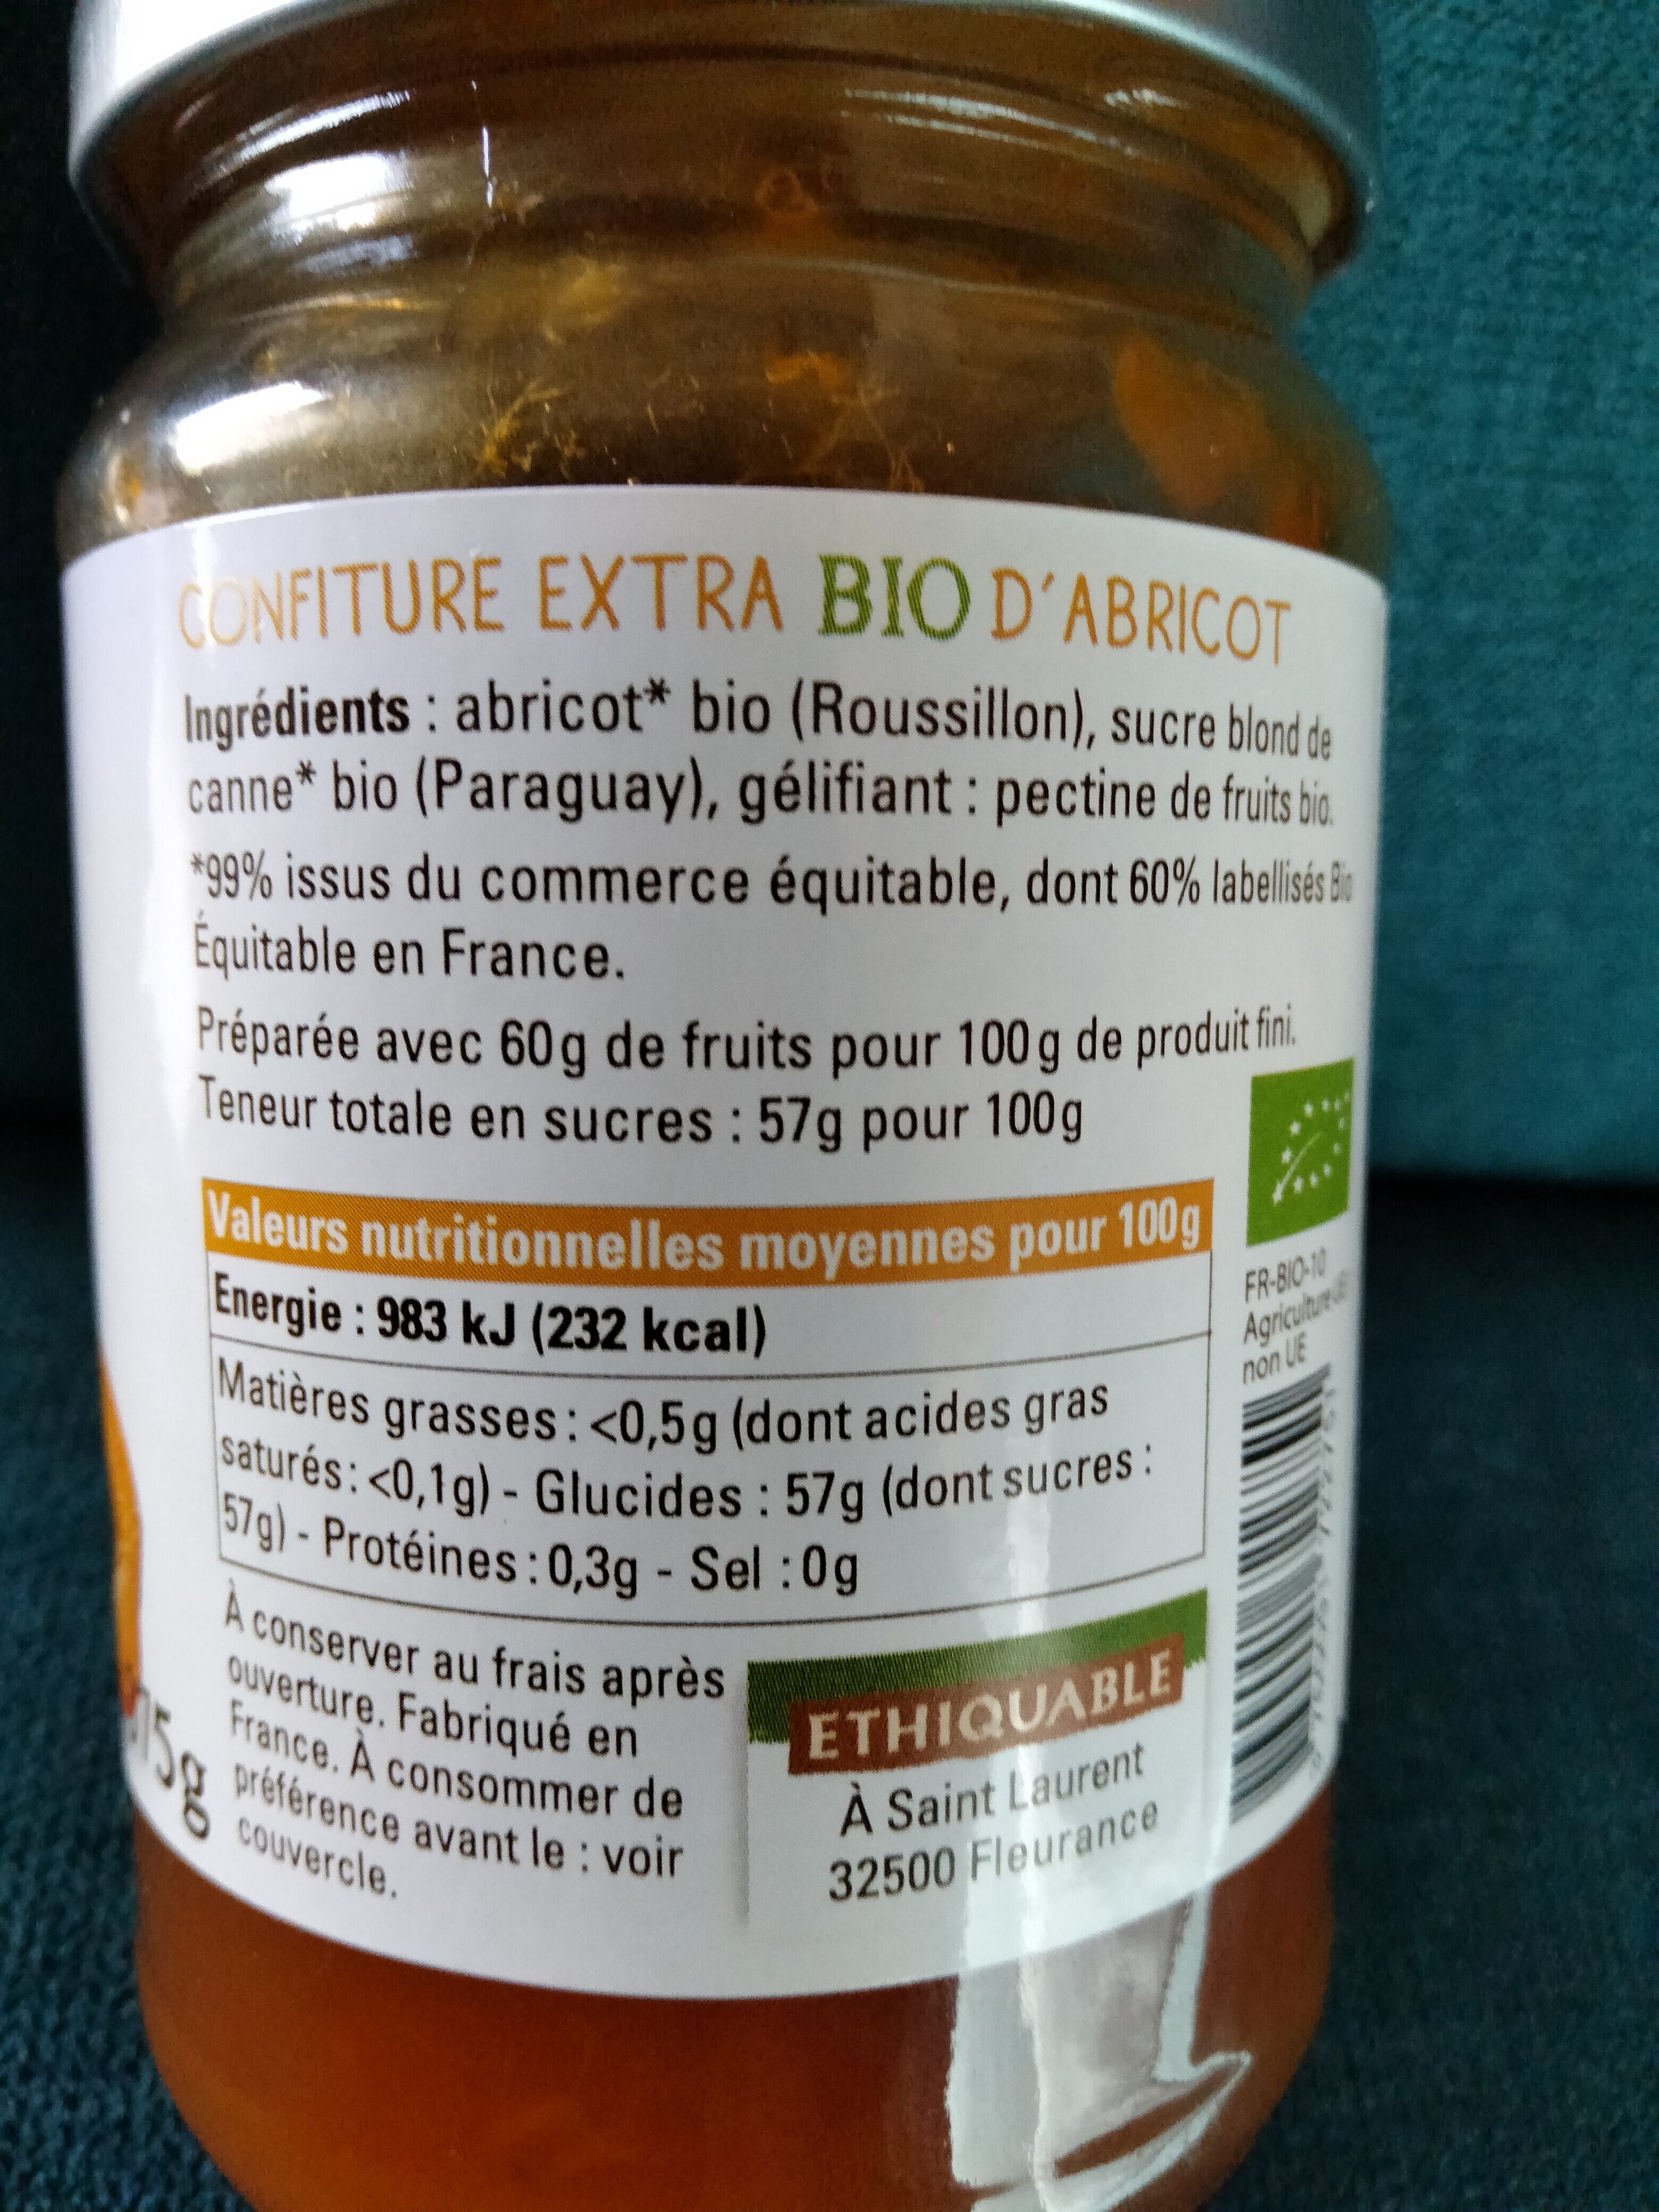 CONFITURE EXTRA BIO D'ABRICOT
Ingrédients : abricot* bio (Roussillon), sucre blond de
canne* bio (Paraguay), gélifiant : pectine de fruits bio.
*99% issus du commerce équitable, dont 60% labellisés Bio
Équitable en France.
Préparée avec 60g de fruits pour 100g de produit fini.
Teneur totale en sucres : 57g pour 100g
Valeurs nutritionnelles moyennes pour 100g
Energie : 983 kJ (232 kcal)
Matières grasses : <0,5g (dont acides gras
saturés : <0,1g) - Glucides : 57g (dont sucres :
57g) - Protéines : 0,3g - Sel : 0g
À conserver au frais après
ouverture. Fabriqué en
France. À consommer de
préférence avant le : voir
couvercle.
ETHIQUABLE
À Saint Laurent
32500 Fleurance
FR-BIO-10
Agriculture
non UE